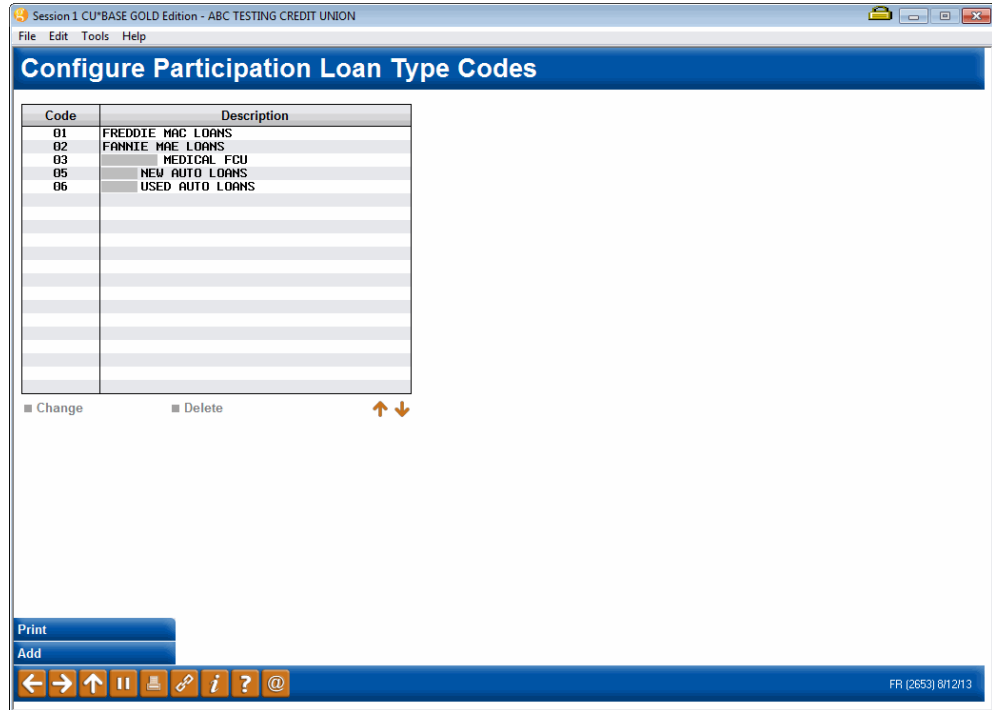 Session 1 CU*BASE GOLD Edition - ABC TESTING CREDIT UNION
File Edit Tools Help
Configure Participation Loan Type Codes
Code Description
01 FREDDIE MAC LOANS
02 FANNIE MAE LOANS
03 MEDICAL FCU
05 NEW AUTO LOANS
06 USED AUTO LOANS
Change Delete
Print
Add
FR (2653) 8/12/13